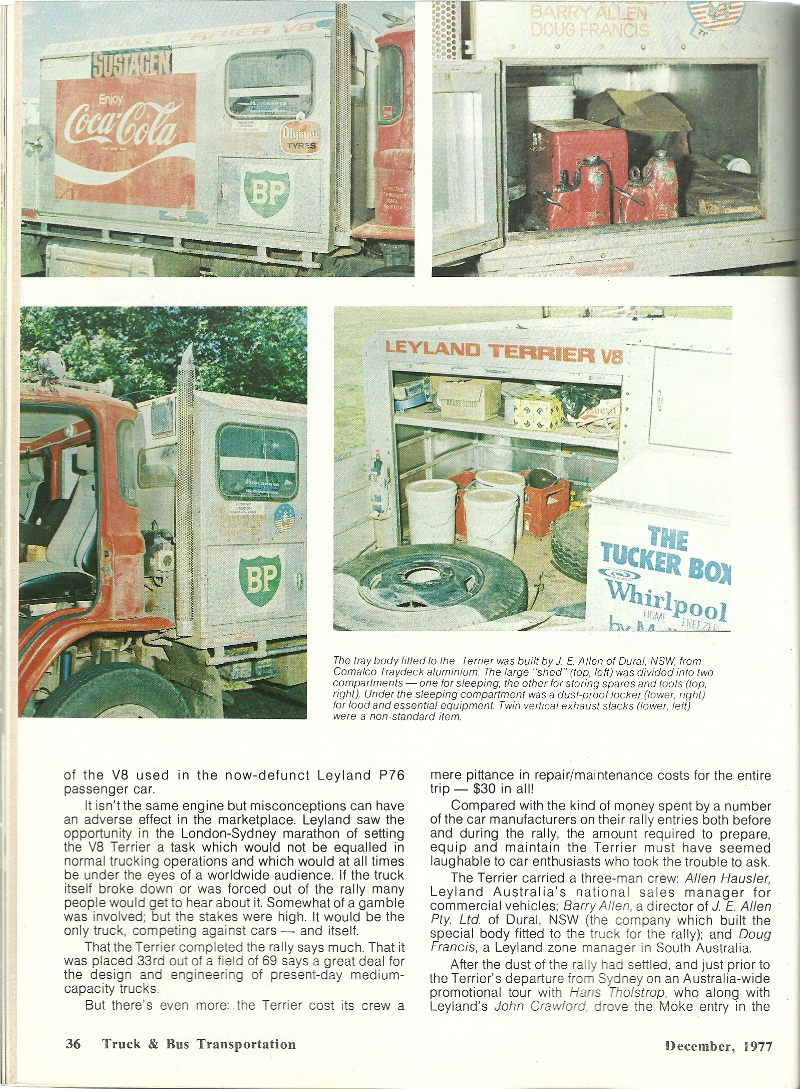 LEYLAND TERRIER V8
SUSTAGEN
Enjoy
Coca-Cola
Olympic
TYRES
BP
BARRY ALLEN
DOUG FRANCIS
BP
LEYLAND TERRIER V8
THE
TUCKER BOX
Whirlpool
HOME FREEZER
The tray body fitted to the Terrier was built by J. E. Allen of Dural, NSW, from
Comalco Traydeck aluminium. The large "shed" (top, left) was divided into two
compartments — one for sleeping, the other for storing spares and tools (top,
right). Under the sleeping compartment was a dust-proof locker (lower, right)
for food and essential equipment. Twin vertical exhaust stacks (lower, left)
were a non-standard item.
of the V8 used in the now-defunct Leyland P76
passenger car.
It isn't the same engine but misconceptions can have
an adverse effect in the marketplace. Leyland saw the
opportunity in the London-Sydney marathon of setting
the V8 Terrier a task which would not be equalled in
normal trucking operations and which would at all times
be under the eyes of a worldwide audience. If the truck
itself broke down or was forced out of the rally many
people would get to hear about it. Somewhat of a gamble
was involved; but the stakes were high. It would be the
only truck, competing against cars — and itself.
That the Terrier completed the rally says much. That it
was placed 33rd out of a field of 69 says a great deal for
the design and engineering of present-day medium-
capacity trucks.
But there's even more: the Terrier cost its crew a
mere pittance in repair/maintenance costs for the entire
trip — $30 in all!
Compared with the kind of money spent by a number
of the car manufacturers on their rally entries both before
and during the rally, the amount required to prepare,
equip and maintain the Terrier must have seemed
laughable to car enthusiasts who took the trouble to ask.
The Terrier carried a three-man crew: Allen Hausler,
Leyland Australia's national sales manager for
commercial vehicles; Barry Allen, a director of J. E. Allen
Pty. Ltd. of Dural, NSW (the company which built the
special body fitted to the truck for the rally); and Doug
Francis, a Leyland zone manager in South Australia.
After the dust of the rally had settled, and just prior to
the Terrier's departure from Sydney on an Australia-wide
promotional tour with Hans Tholstrop, who along with
Leyland's John Crawford, drove the Moke entry in the
36 Truck & Bus Transportation
December, 1977